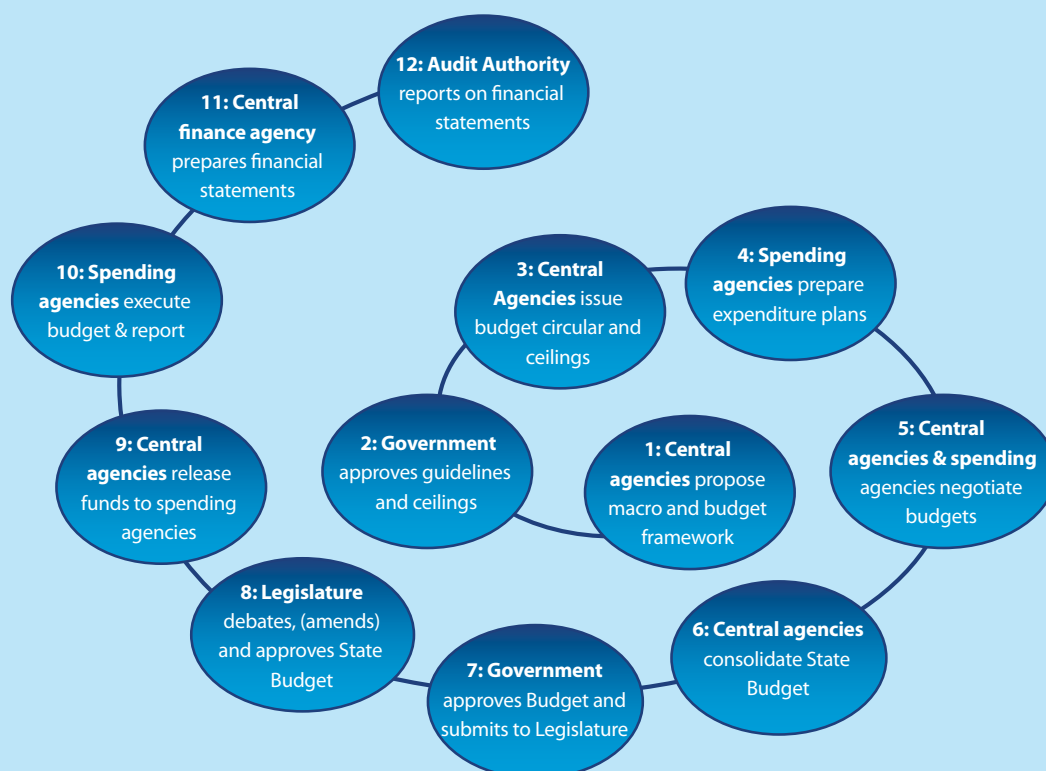 12: Audit Authority
reports on financial
statements
11: Central
finance agency
prepares financial
statements
10: Spending
agencies execute
budget & report
3: Central
Agencies issue
budget circular and
ceilings
4: Spending
agencies prepare
expenditure plans
9: Central
agencies release
funds to spending
agencies
2: Government
approves guidelines
and ceilings
1: Central
agencies propose
macro and budget
framework
5: Central
agencies & spending
agencies negotiate
budgets
8: Legislature
debates, (amends)
and approves State
Budget
7: Government
approves Budget and
submits to Legislature
6: Central agencies
consolidate State
Budget